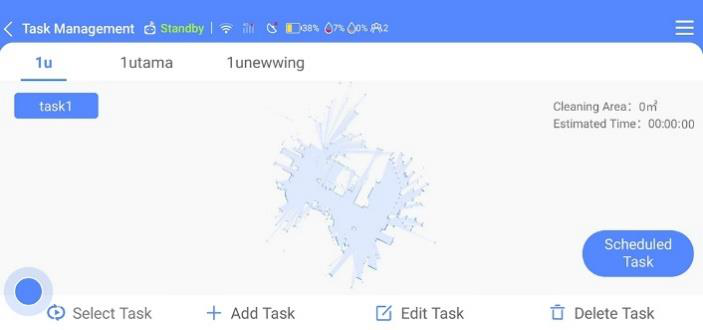 Task Management Standby 38% 7% 0% 2
1u 1utama 1unewwing
task1
Cleaning Area: 0㎡
Estimated Time: 00:00:00
Scheduled
Task
Select Task Add Task Edit Task Delete Task